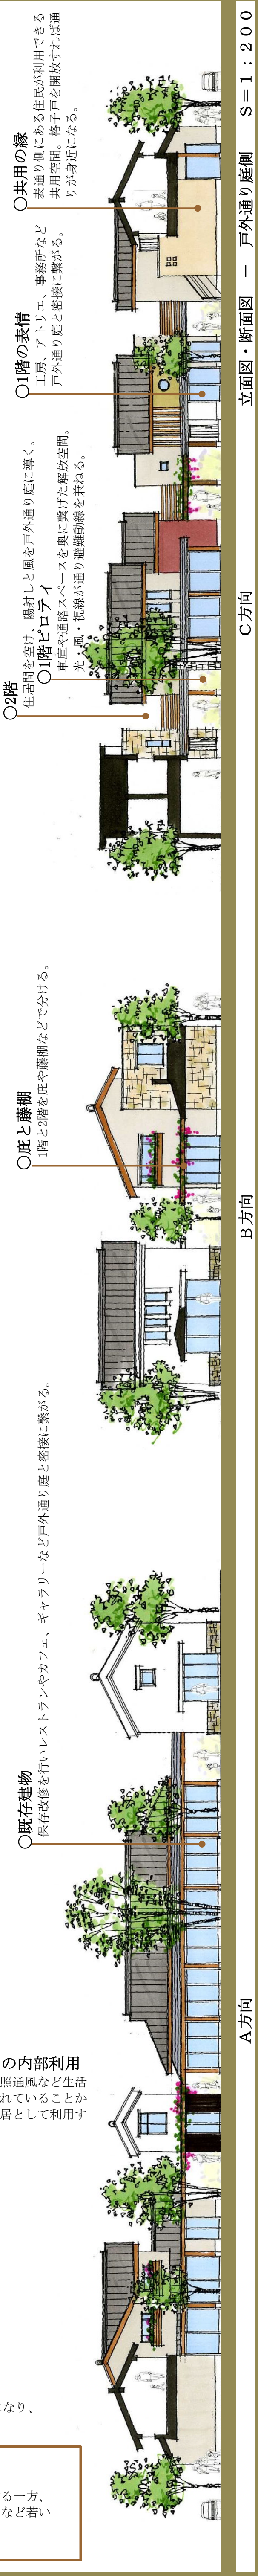 になり、
る一方、
など若い
の内部利用
照通風など生活
れていることか
居として利用す
○既存建物
保存改修を行いレストランやカフェ、ギャラリーなど戸外通り庭と密接に繋がる。
○庇と藤棚
1階と2階を庇や藤棚などで分ける。
○2階
住居間を空け、陽射しと風を戸外通り庭に導く。
○1階ピロティ
車庫や通路スペースを奥に繋げた解放空間。
光・風・視線が通り避難動線を兼ねる。
○1階の表情
工房、アトリエ、事務所など
戸外通り庭と密接に繋がる。
○共用の縁
表通り側にある住民が利用できる
共用空間。格子戸を開放すれば通
りが身近になる。
A方向
B方向
C方向
立面図・断面図 － 戸外通り庭側 S=1:200